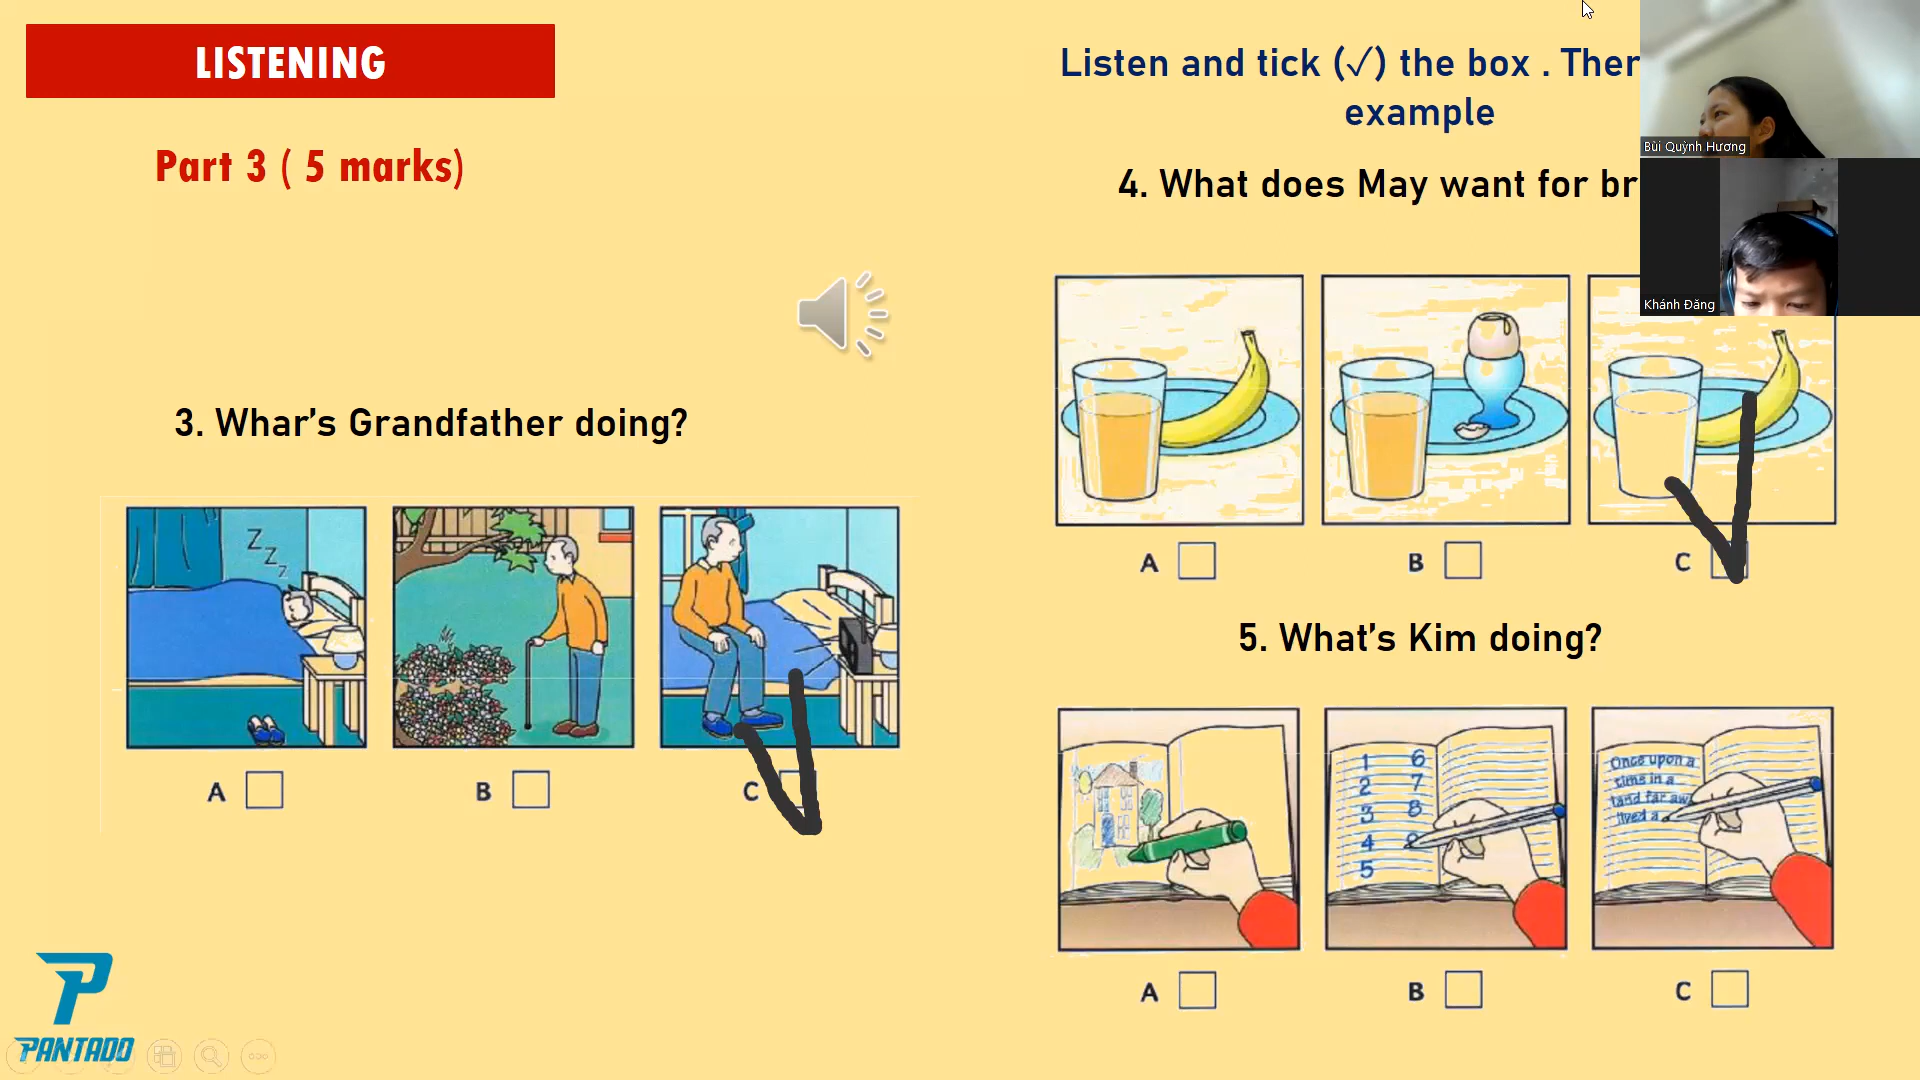 LISTENING
Part 3 ( 5 marks)
3. Whar's Grandfather doing?
Z
Z
Z
A
B
C
Listen and tick (✓) the box . Ther
example
4. What does May want for br
A
B
C
5. What's Kim doing?
1 6
2 7
3 8
4 9
5
Once upon a
time in a
land far aw
lived a
A
B
C
Bùi Quỳnh Hương
Khánh Đăng
PANTADO